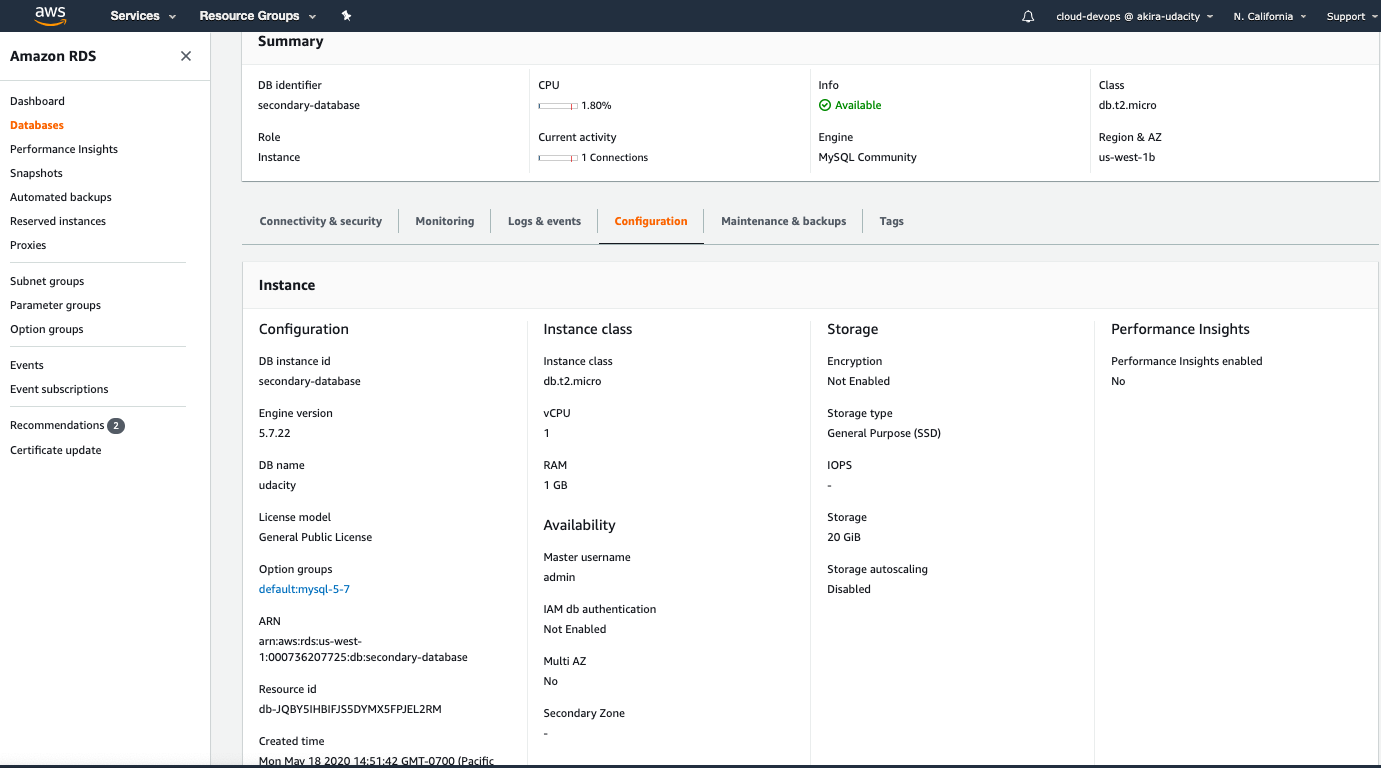 aws
Services
Resource Groups
cloud-devops @ akira-udacity
N. California
Support
Amazon RDS
Dashboard
Databases
Performance Insights
Snapshots
Automated backups
Reserved instances
Proxies
Subnet groups
Parameter groups
Option groups
Events
Event subscriptions
Recommendations 2
Certificate update
Summary
DB identifier
secondary-database
CPU
1.80%
Info
Available
Class
db.t2.micro
Role
Instance
Current activity
1 Connections
Engine
MySQL Community
Region & AZ
us-west-1b
Connectivity & security
Monitoring
Logs & events
Configuration
Maintenance & backups
Tags
Instance
Configuration
DB instance id
secondary-database
Engine version
5.7.22
DB name
udacity
License model
General Public License
Option groups
default:mysql-5-7
ARN
arn:aws:rds:us-west-
1:000736207725:db:secondary-database
Resource id
db-JQBY5IHBIFJS5DYMX5FPJEL2RM
Created time
Mon May 18 2020 14:51:42 GMT-0700 (Pacific
Instance class
Instance class
db.t2.micro
vCPU
1
RAM
1 GB
Availability
Master username
admin
IAM db authentication
Not Enabled
Multi AZ
No
Secondary Zone
-
Storage
Encryption
Not Enabled
Storage type
General Purpose (SSD)
IOPS
-
Storage
20 GiB
Storage autoscaling
Disabled
Performance Insights
Performance Insights enabled
No